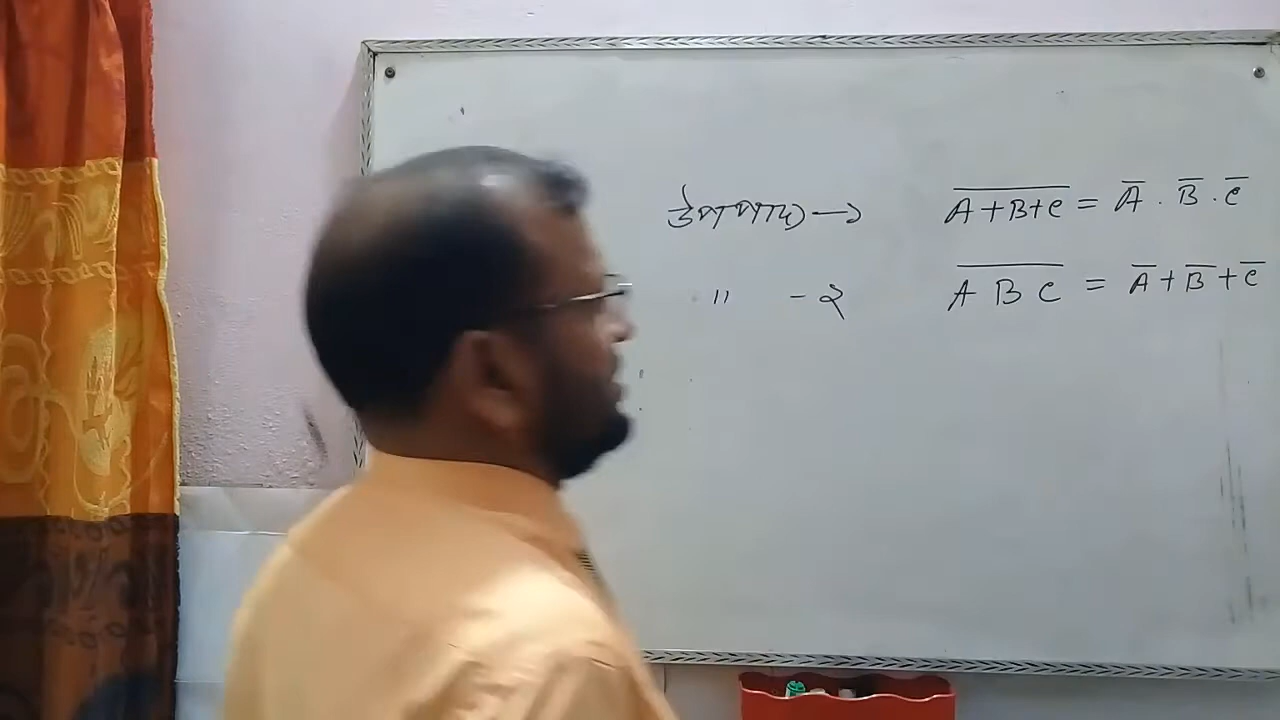 উপপাদ্য → A̅+̅B̅+̅C̅ = A̅ . B̅ . C̅
" - ২ A̅ B̅ C̅ = A̅ + B̅ + C̅